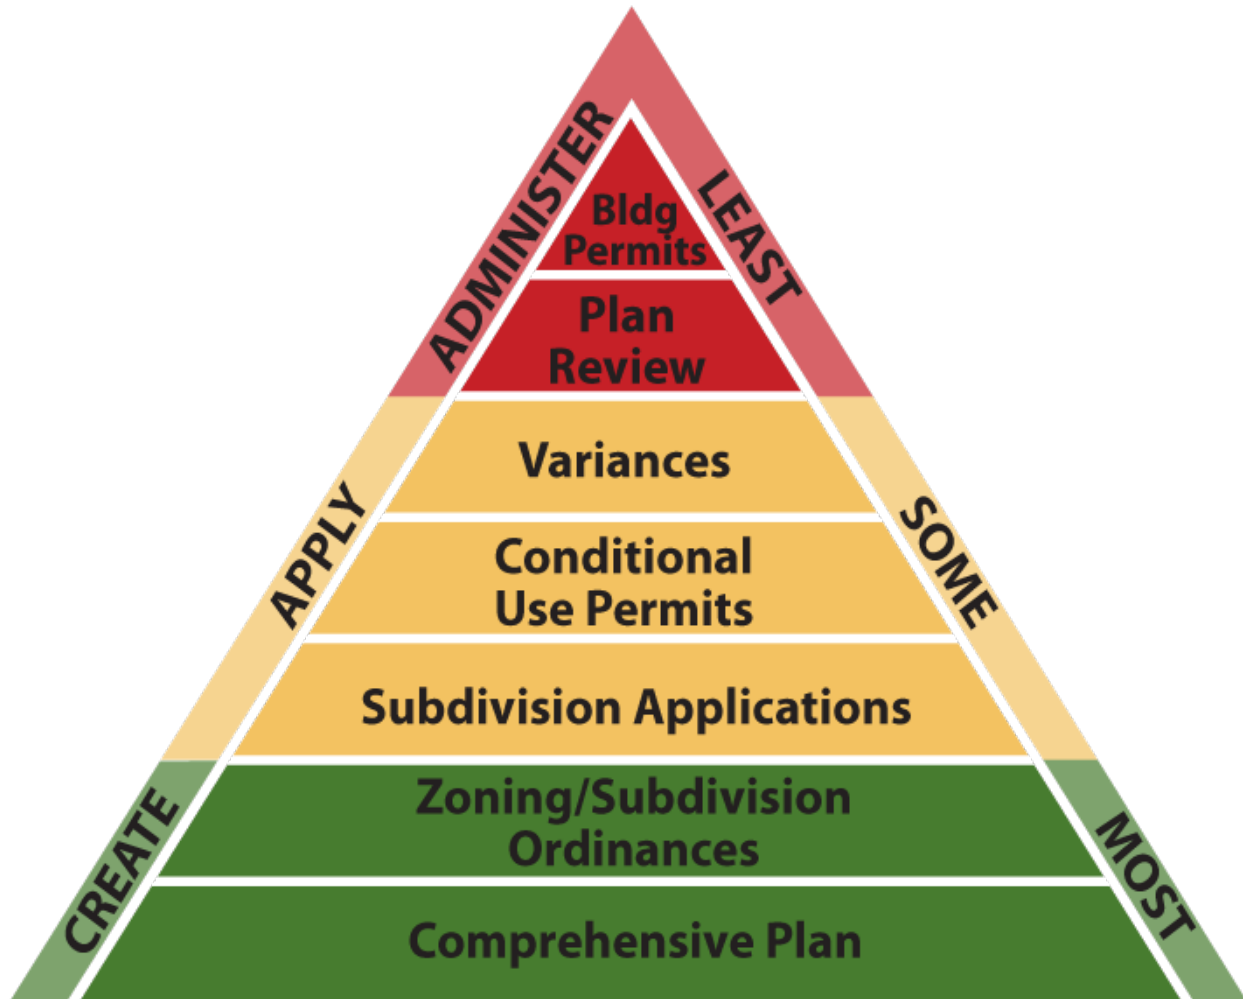 ADMINISTER
LEAST
Bldg
Permits
Plan
Review
APPLY
SOME
Variances
Conditional
Use Permits
Subdivision Applications
CREATE
MOST
Zoning/Subdivision
Ordinances
Comprehensive Plan